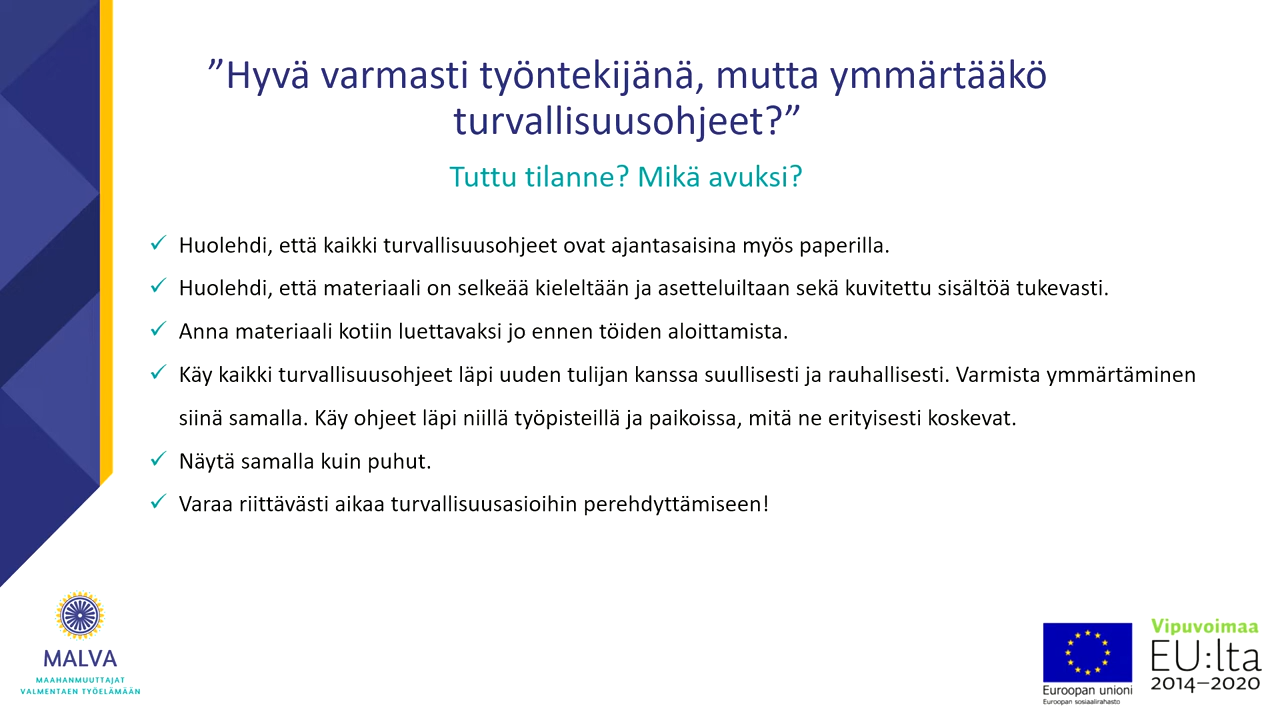 ”Hyvä varmasti työntekijänä, mutta ymmärtääkö
turvallisuusohjeet?”
Tuttu tilanne? Mikä avuksi?
✓ Huolehdi, että kaikki turvallisuusohjeet ovat ajantasaisina myös paperilla.
✓ Huolehdi, että materiaali on selkeää kieleltään ja asetteluiltaan sekä kuvitettu sisältöä tukevasti.
✓ Anna materiaali kotiin luettavaksi jo ennen töiden aloittamista.
✓ Käy kaikki turvallisuusohjeet läpi uuden tulijan kanssa suullisesti ja rauhallisesti. Varmista ymmärtäminen
siinä samalla. Käy ohjeet läpi niillä työpisteillä ja paikoissa, mitä ne erityisesti koskevat.
✓ Näytä samalla kuin puhut.
✓ Varaa riittävästi aikaa turvallisuusasioihin perehdyttämiseen!
MALVA
MAAHANMUUTTAJAT
VALMENTAEN TYÖELÄMÄÄN
Euroopan unioni
Euroopan sosiaalirahasto
Vipuvoimaa
EU:lta
2014–2020